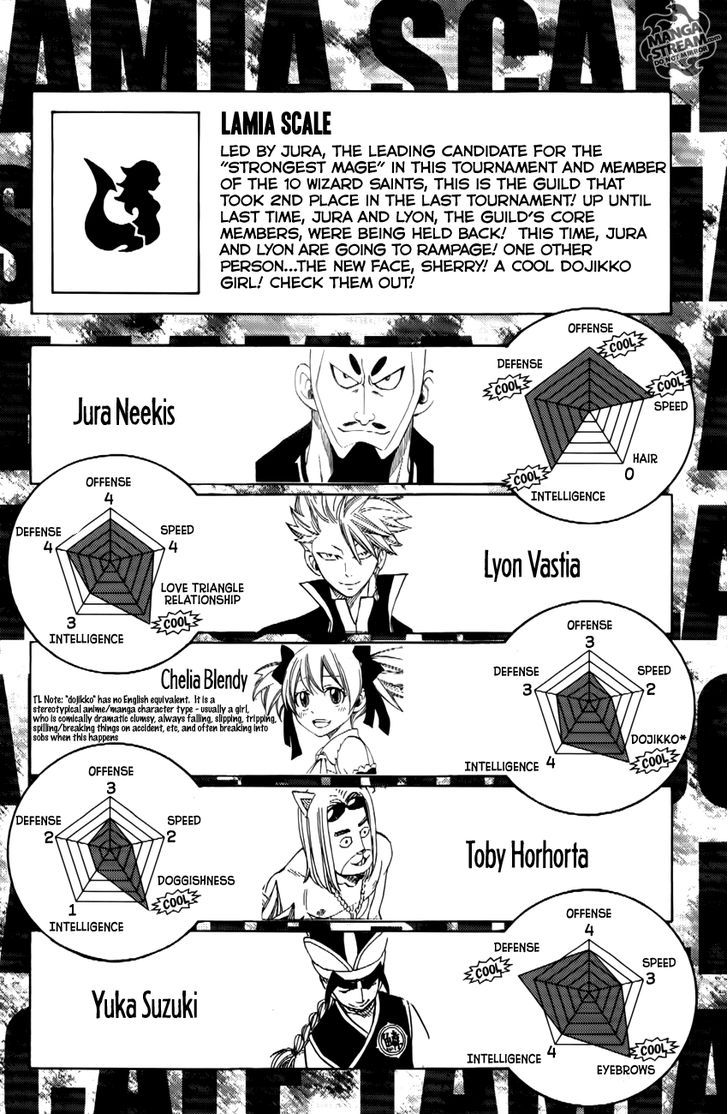 AMIA SCAL
MANGA
STREAM.com
DO NOT MIRROR
LAMIA SCALE
LED BY JURA, THE LEADING CANDIDATE FOR THE
"STRONGEST MAGE" IN THIS TOURNAMENT AND MEMBER
OF THE 10 WIZARD SAINTS, THIS IS THE GUILD THAT
TOOK 2ND PLACE IN THE LAST TOURNAMENT! UP UNTIL
LAST TIME, JURA AND LYON, THE GUILD'S CORE
MEMBERS, WERE BEING HELD BACK! THIS TIME, JURA
AND LYON ARE GOING TO RAMPAGE! ONE OTHER
PERSON...THE NEW FACE, SHERRY! A COOL DOJIKKO
GIRL! CHECK THEM OUT!
Jura Neekis
OFFENSE
COOL
DEFENSE
COOL
COOL
SPEED
HAIR
0
COOL
INTELLIGENCE
OFFENSE
4
DEFENSE
4
SPEED
4
LOVE TRIANGLE
RELATIONSHIP
COOL
3
INTELLIGENCE
Lyon Vastia
Chelia Blendy
TL Note: "dojikko" has no English equivalent. It is a
stereotypical anime/manga character type - usually a girl,
who is comically dramatic clumsy, always falling, slipping, tripping,
spilling/breaking things on accident, etc, and often breaking into
sobs when this happens
OFFENSE
3
DEFENSE
3
SPEED
2
DOJIKKO*
COOL
4
INTELLIGENCE
OFFENSE
3
DEFENSE
2
SPEED
2
DOGGISHNESS
COOL
1
INTELLIGENCE
Toby Horhorta
Yuka Suzuki
OFFENSE
4
DEFENSE
COOL
SPEED
3
COOL
EYEBROWS
4
INTELLIGENCE